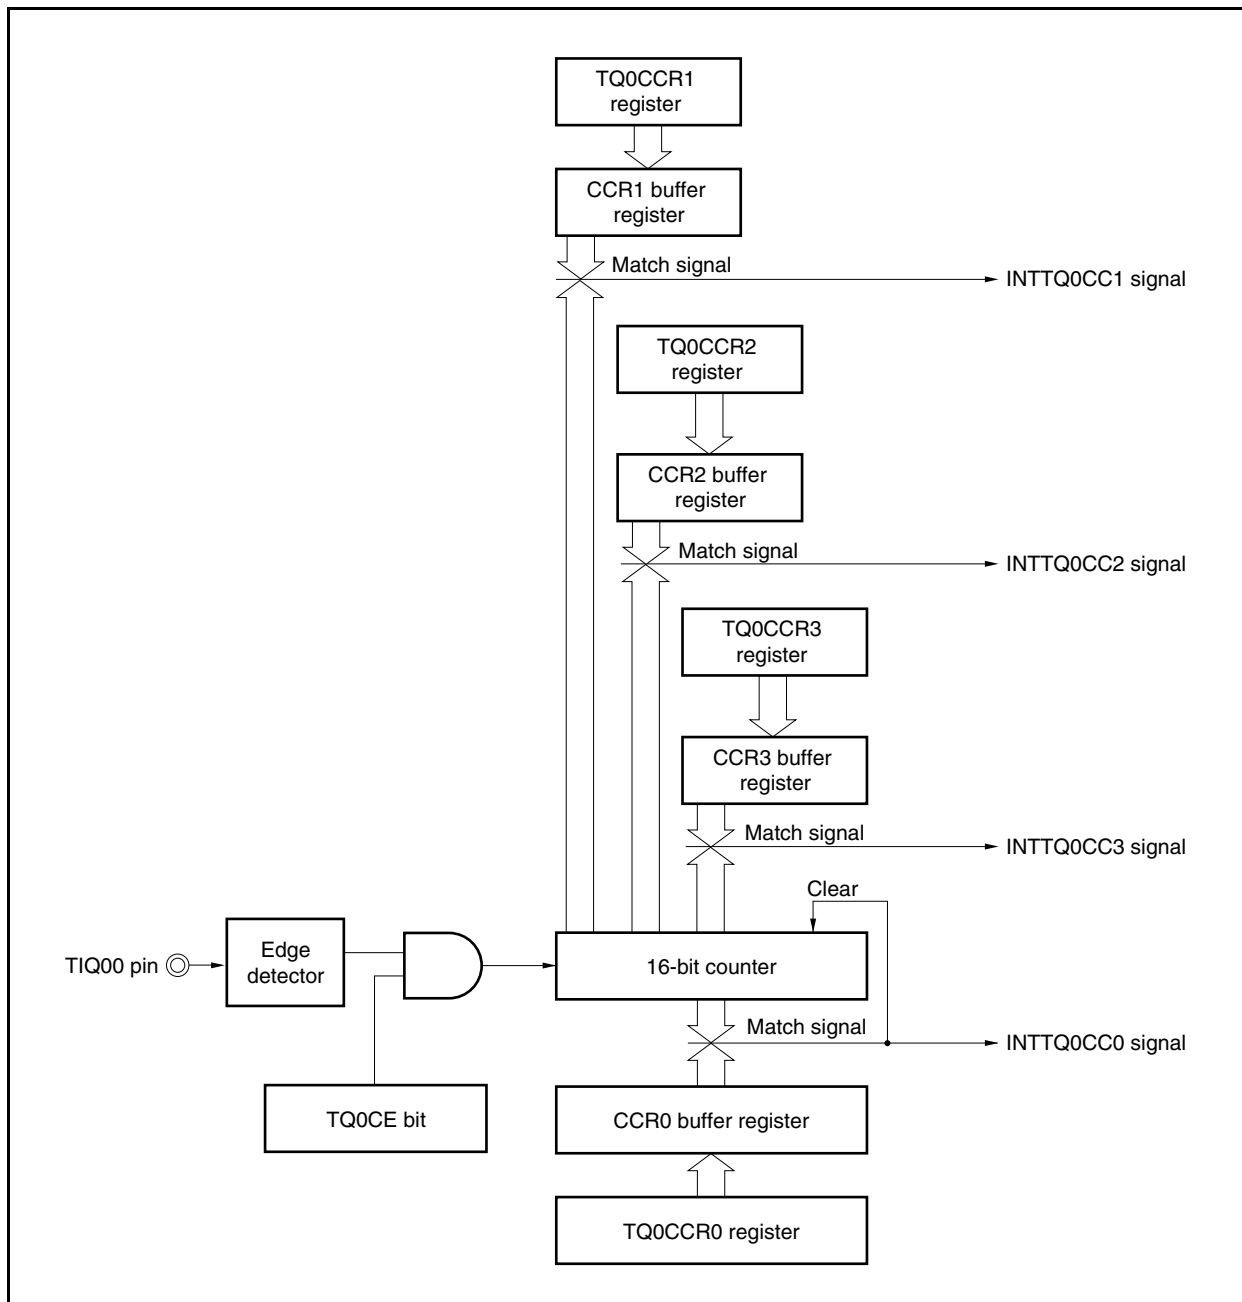 TQ0CCR1
register
CCR1 buffer
register
Match signal
INTTQ0CC1 signal
TQ0CCR2
register
CCR2 buffer
register
Match signal
INTTQ0CC2 signal
TQ0CCR3
register
CCR3 buffer
register
Match signal
INTTQ0CC3 signal
Clear
TIQ00 pin
Edge
detector
16-bit counter
Match signal
INTTQ0CC0 signal
TQ0CE bit
CCR0 buffer register
TQ0CCR0 register